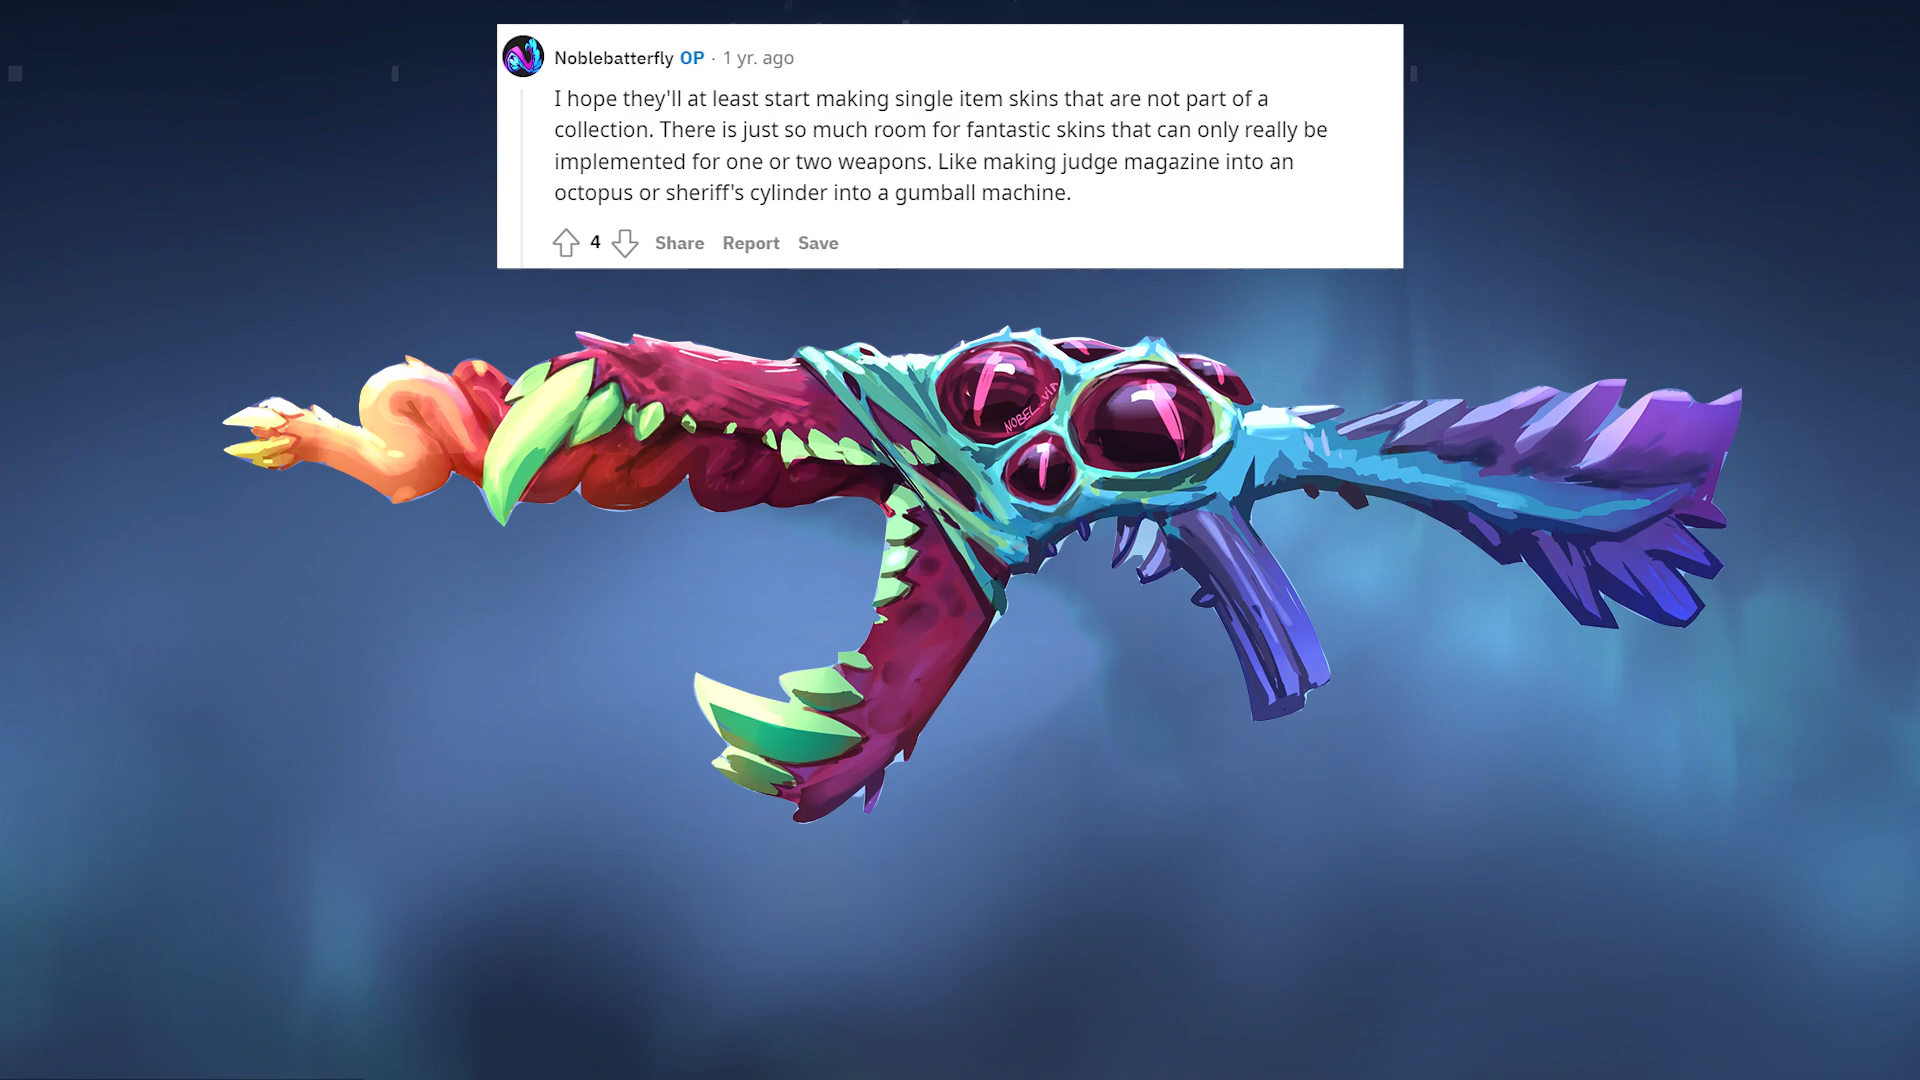 Noblebatterfly OP · 1 yr. ago
I hope they'll at least start making single item skins that are not part of a
collection. There is just so much room for fantastic skins that can only really be
implemented for one or two weapons. Like making judge magazine into an
octopus or sheriff's cylinder into a gumball machine.
4 Share Report Save
NOBEL_VIA